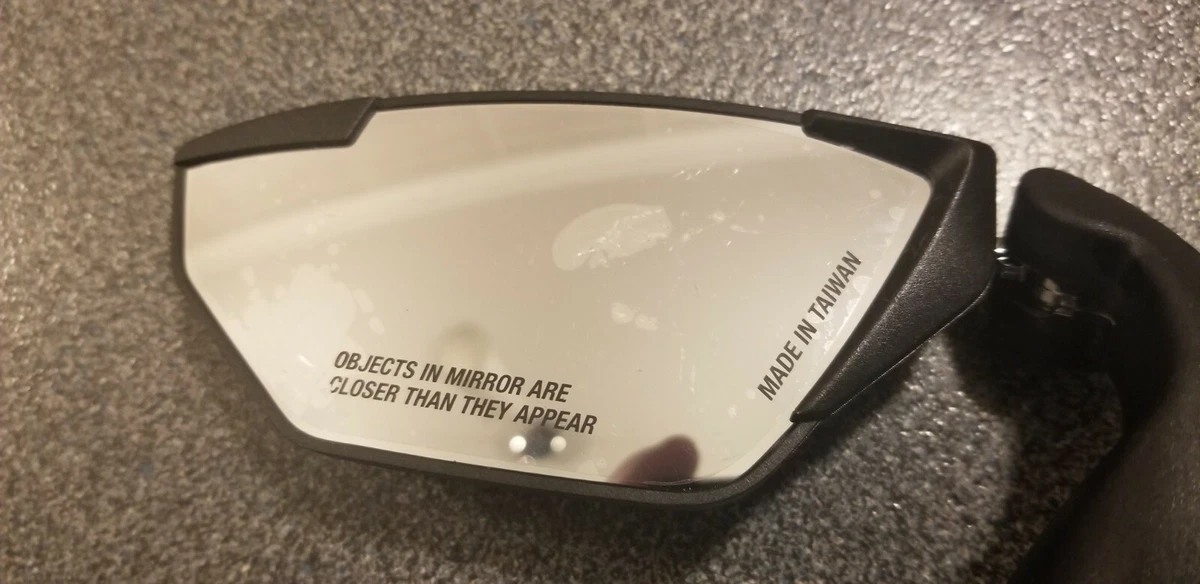 OBJECTS IN MIRROR ARE
CLOSER THAN THEY APPEAR
MADE IN TAIWAN